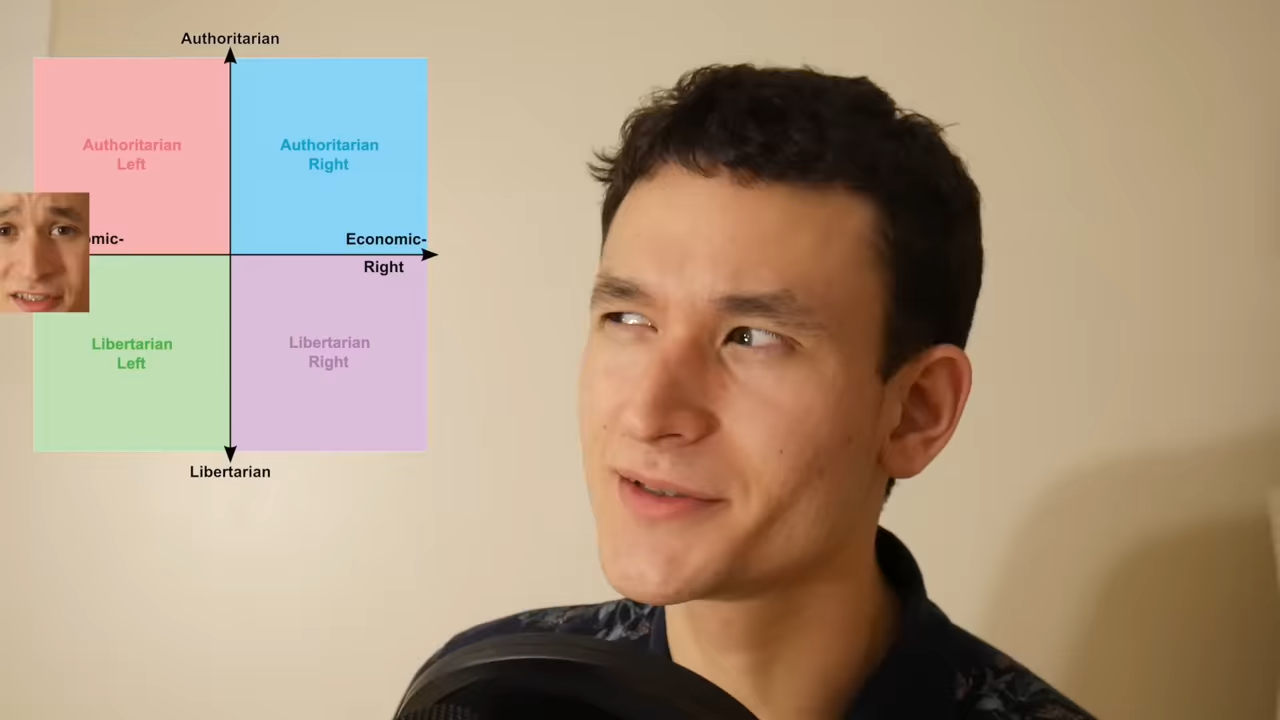 Authoritarian
Authoritarian
Left
Authoritarian
Right
omic-
Economic-
Right
Libertarian
Left
Libertarian
Right
Libertarian